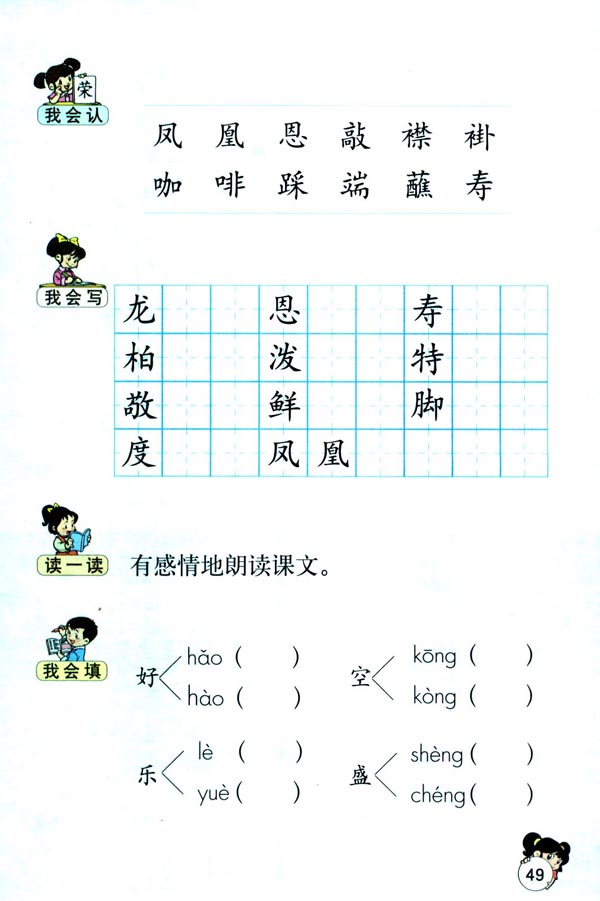 荣
我会认
凤 凰 恩 敲 襟 褂
咖 啡 踩 端 蘸 寿
我会写
龙 恩 寿
柏 泼 特
敬 鲜 脚
度 凤 凰
读一读
有感情地朗读课文。
我会填
好 hǎo ( ) hào ( )
空 kōng ( ) kòng ( )
乐 lè ( ) yuè ( )
盛 shèng ( ) chéng ( )
49